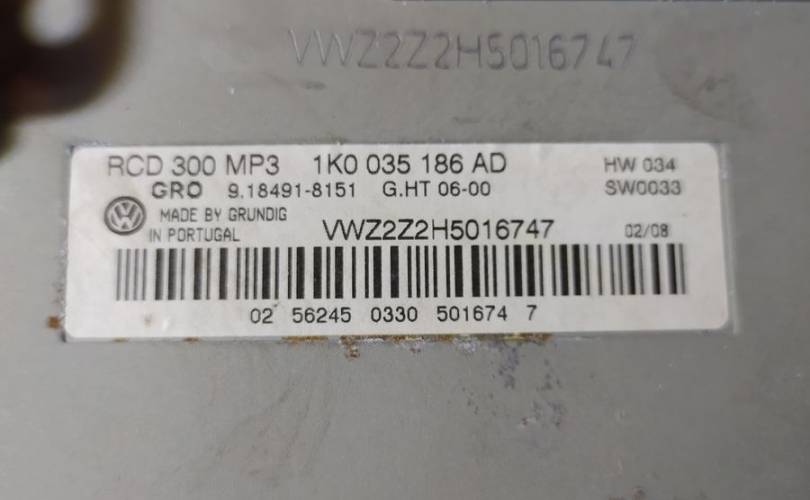 VWZ2Z2H5016747
RCD 300 MP3 1K0 035 186 AD HW 034
GRO 9.18491-8151 G.HT 06-00 SW0033
MADE BY GRUNDIG
IN PORTUGAL VWZ2Z2H5016747 02/08
02 56245 0330 501674 7